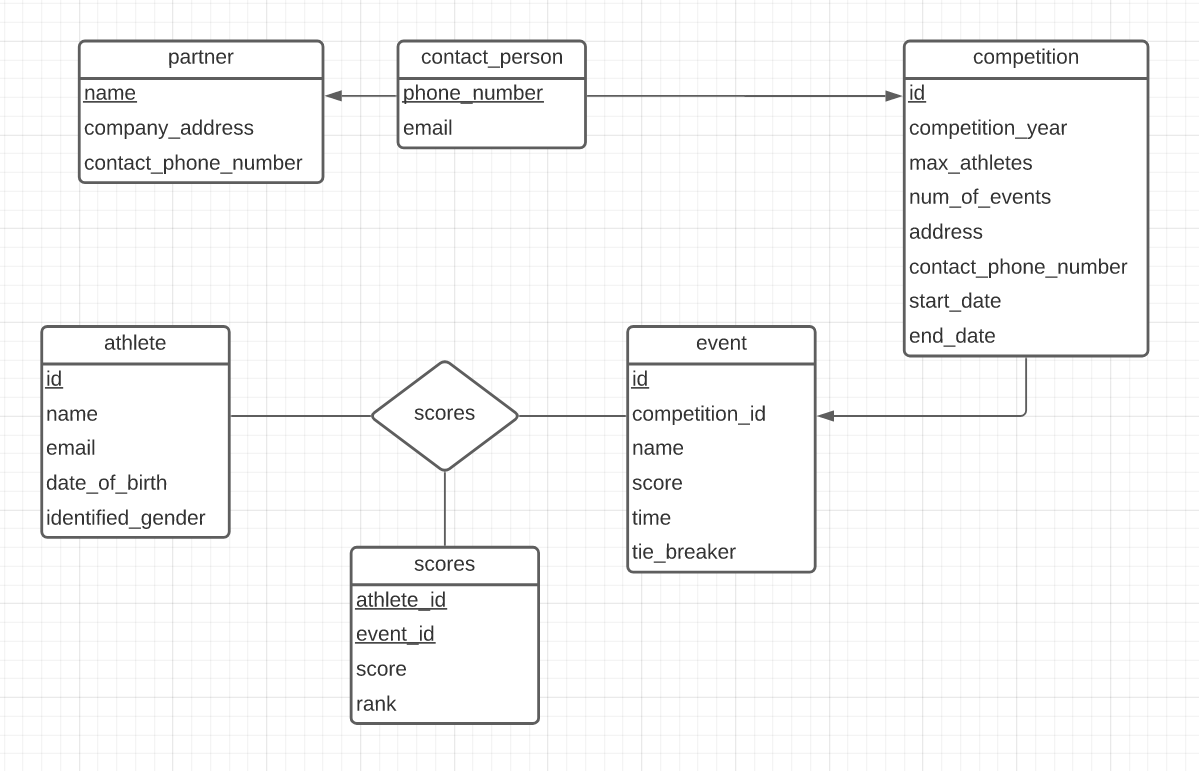 partner
name
company_address
contact_phone_number
contact_person
phone_number
email
competition
id
competition_year
max_athletes
num_of_events
address
contact_phone_number
start_date
end_date
athlete
id
name
email
date_of_birth
identified_gender
scores
event
id
competition_id
name
score
time
tie_breaker
scores
athlete_id
event_id
score
rank